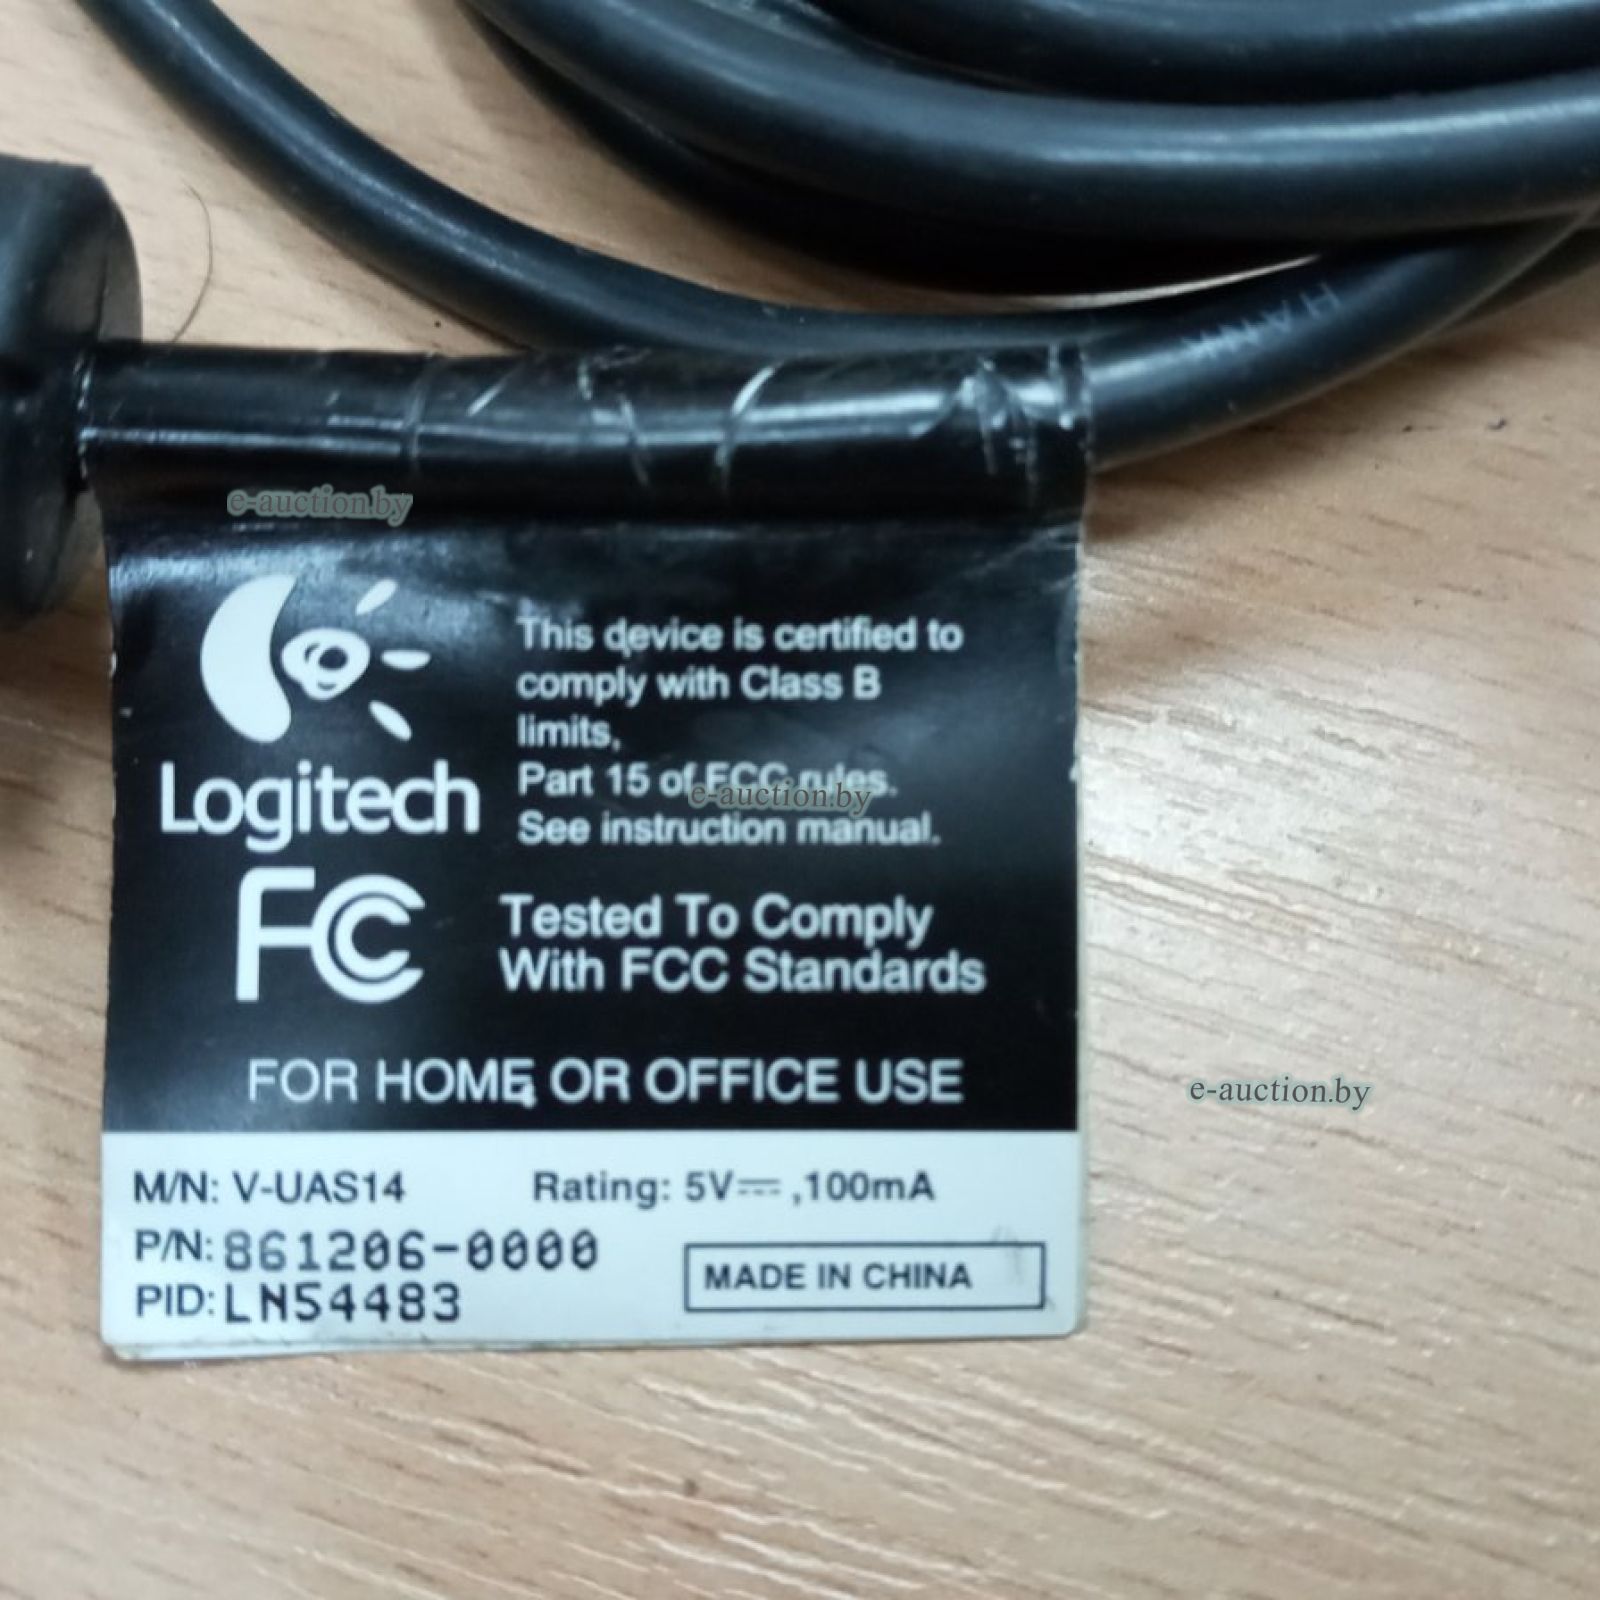 HANK
e-auction.by
Logitech
This device is certified to
comply with Class B
limits,
Part 15 of FCC rules.
e-auction.by
See instruction manual.
FC
Tested To Comply
With FCC Standards
FOR HOME OR OFFICE USE
e-auction.by
M/N: V-UAS14 Rating: 5V⎓ ,100mA
P/N: 861206-0000
PID: LN54483
MADE IN CHINA